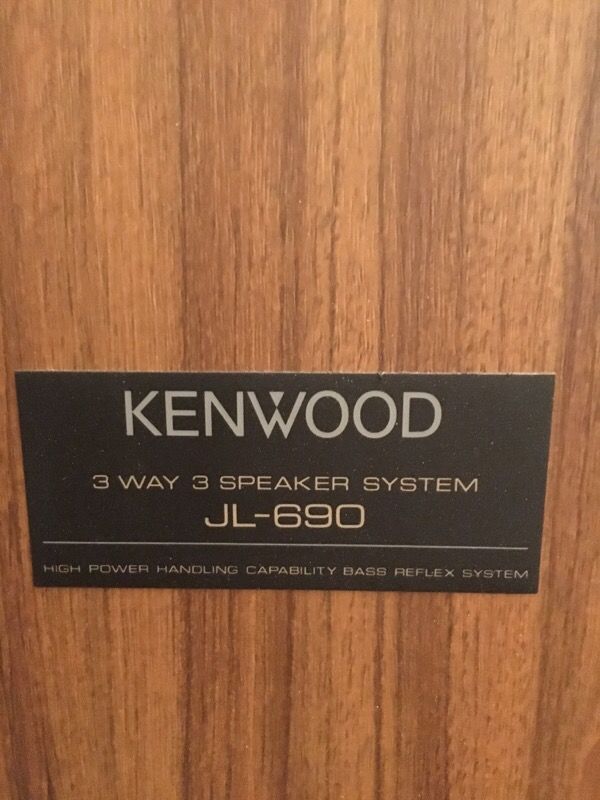 KENWOOD
3 WAY 3 SPEAKER SYSTEM
JL-690
HIGH POWER HANDLING CAPABILITY BASS REFLEX SYSTEM